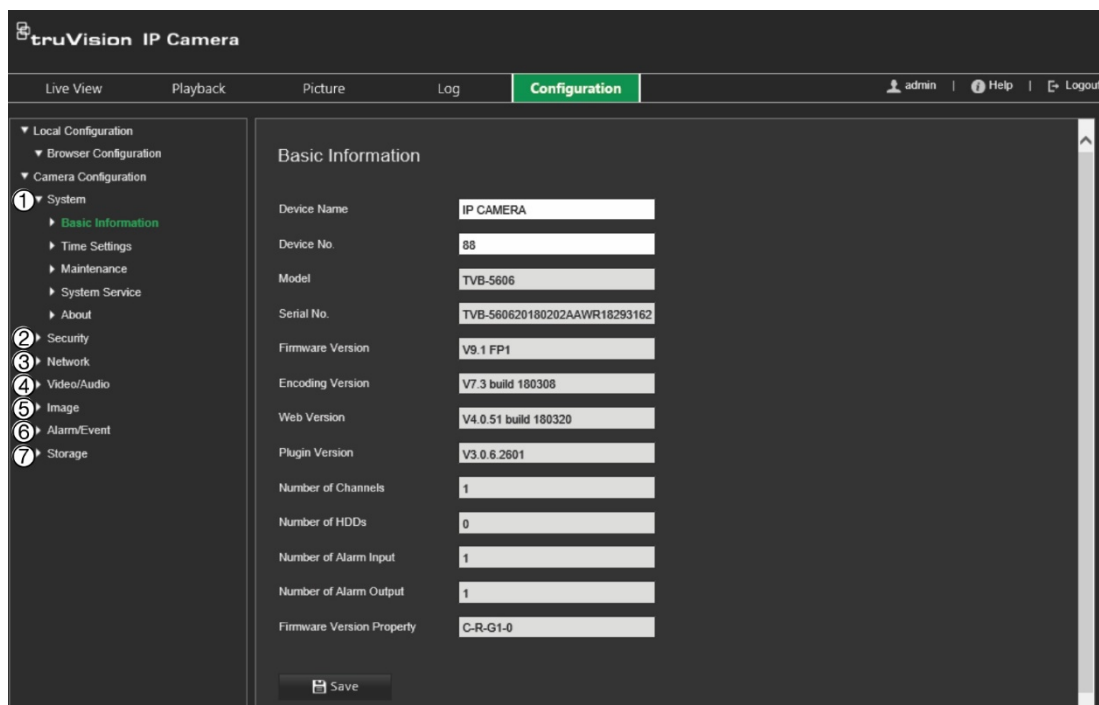 truVision IP Camera
Live View Playback Picture Log Configuration admin | Help | Logout
Local Configuration
Browser Configuration
Camera Configuration
1 System
Basic Information
Time Settings
Maintenance
System Service
About
2 Security
3 Network
4 Video/Audio
5 Image
6 Alarm/Event
7 Storage
Basic Information
Device Name IP CAMERA
Device No. 88
Model TVB-5606
Serial No. TVB-560620180202AAWR18293162
Firmware Version V9.1 FP1
Encoding Version V7.3 build 180308
Web Version V4.0.51 build 180320
Plugin Version V3.0.6.2601
Number of Channels 1
Number of HDDs 0
Number of Alarm Input 1
Number of Alarm Output 1
Firmware Version Property C-R-G1-0
Save